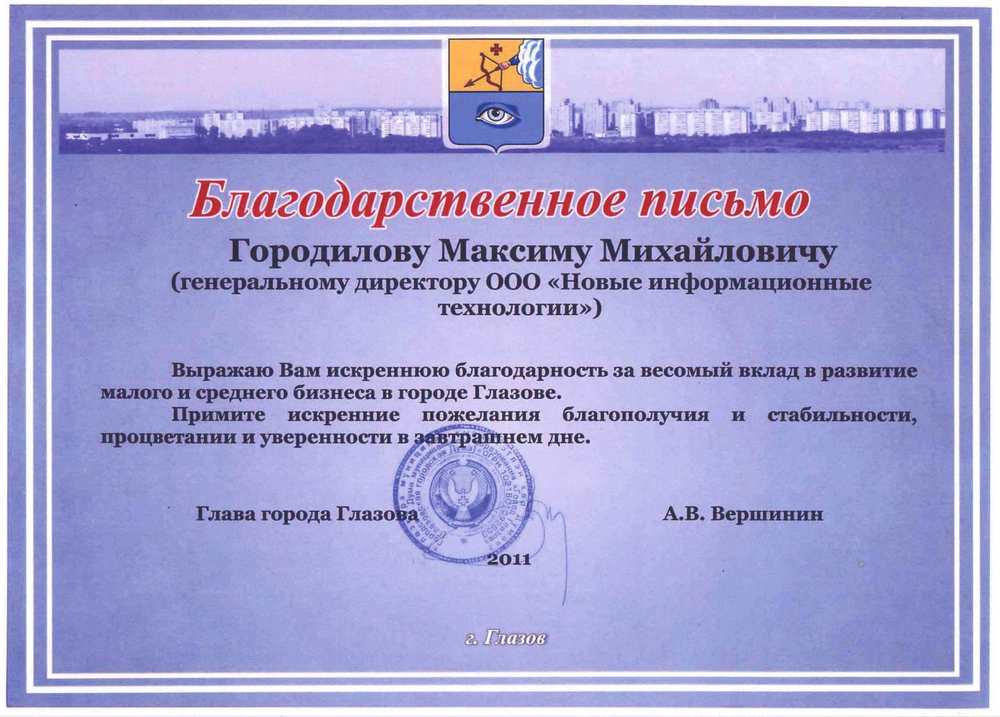 Благодарственное письмо
Городилову Максиму Михайловичу
(генеральному директору ООО «Новые информационные
технологии»)
Выражаю Вам искреннюю благодарность за весомый вклад в развитие
малого и среднего бизнеса в городе Глазове.
Примите искренние пожелания благополучия и стабильности,
процветании и уверенности в завтрашнем дне.
Глава города Глазова
А.В. Вершинин
2011
г. Глазов